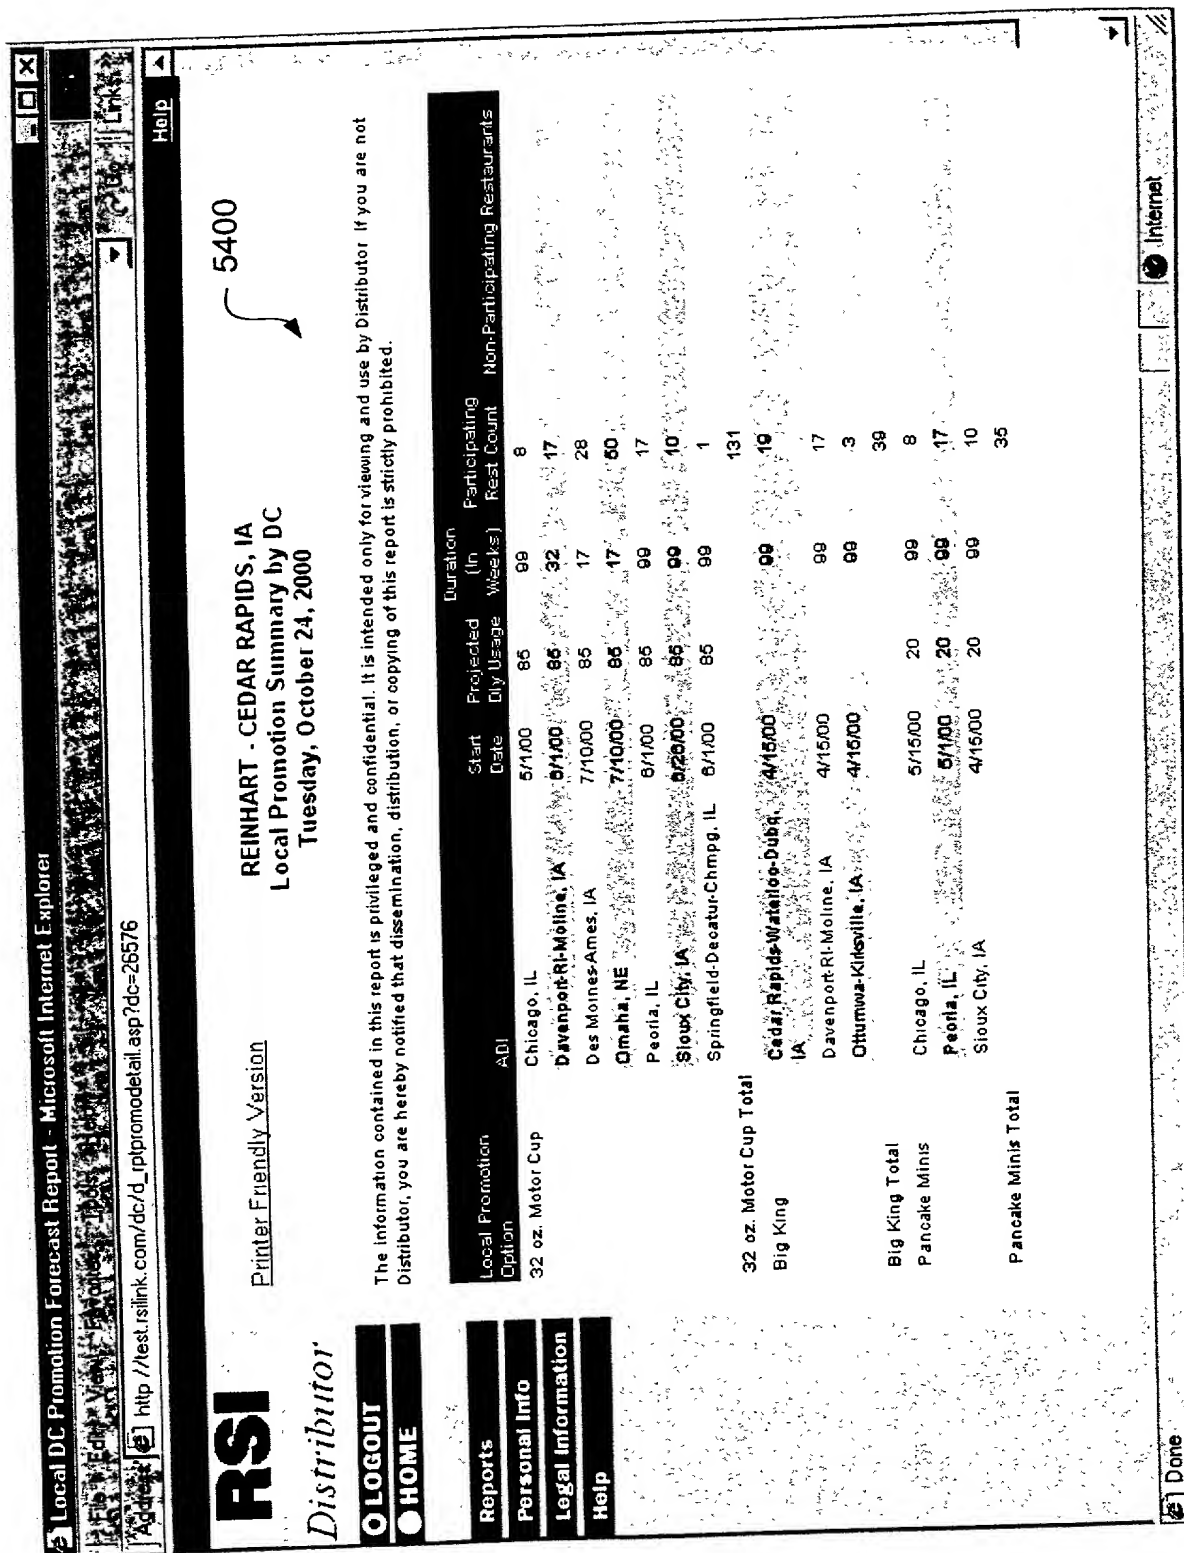 Local DC Promotion Forecast Report - Microsoft Internet Explorer
File Edit View Favorites Tools Help
Links »
Address http //test.rsilink.com/dc/d_rptpromodetail.asp?dc=26576
Help
RSI
Distributor
LOGOUT
HOME
Reports
Personal Info
Legal Information
Help
Printer Friendly Version
REINHART - CEDAR RAPIDS, IA
Local Promotion Summary by DC
Tuesday, October 24, 2000
5400
The information contained in this report is privileged and confidential. It is intended only for viewing and use by Distributor If you are not
Distributor, you are hereby notified that dissemination, distribution, or copying of this report is strictly prohibited.
Local Promotion Option ADI Start Date Projected Dly Usage Duration (In Weeks) Participating Rest Count Non-Participating Restaurants
32 oz. Motor Cup Chicago, IL 5/1/00 85 99 8
Davenport-RI-Moline, IA 6/1/00 85 32 17
Des Moines-Ames, IA 7/10/00 85 17 28
Omaha, NE 7/10/00 85 17 50
Peoria, IL 6/1/00 85 99 17
Sioux City, IA 85 99 10
Springfield-Decatur-Chmpg, IL 6/1/00 85 99 1
32 oz. Motor Cup Total 131
Big King Cedar Rapids-Waterloo-Dubq, IA 4/15/00 99 19
Davenport-RI-Moline, IA 4/15/00 99 17
Ottumwa-Kirksville, IA 4/15/00 99 3
Big King Total 39
Pancake Minis Chicago, IL 5/15/00 20 99 8
Peoria, IL 5/1/00 20 99 17
Sioux City, IA 4/15/00 20 99 10
Pancake Minis Total 35
Done
Internet